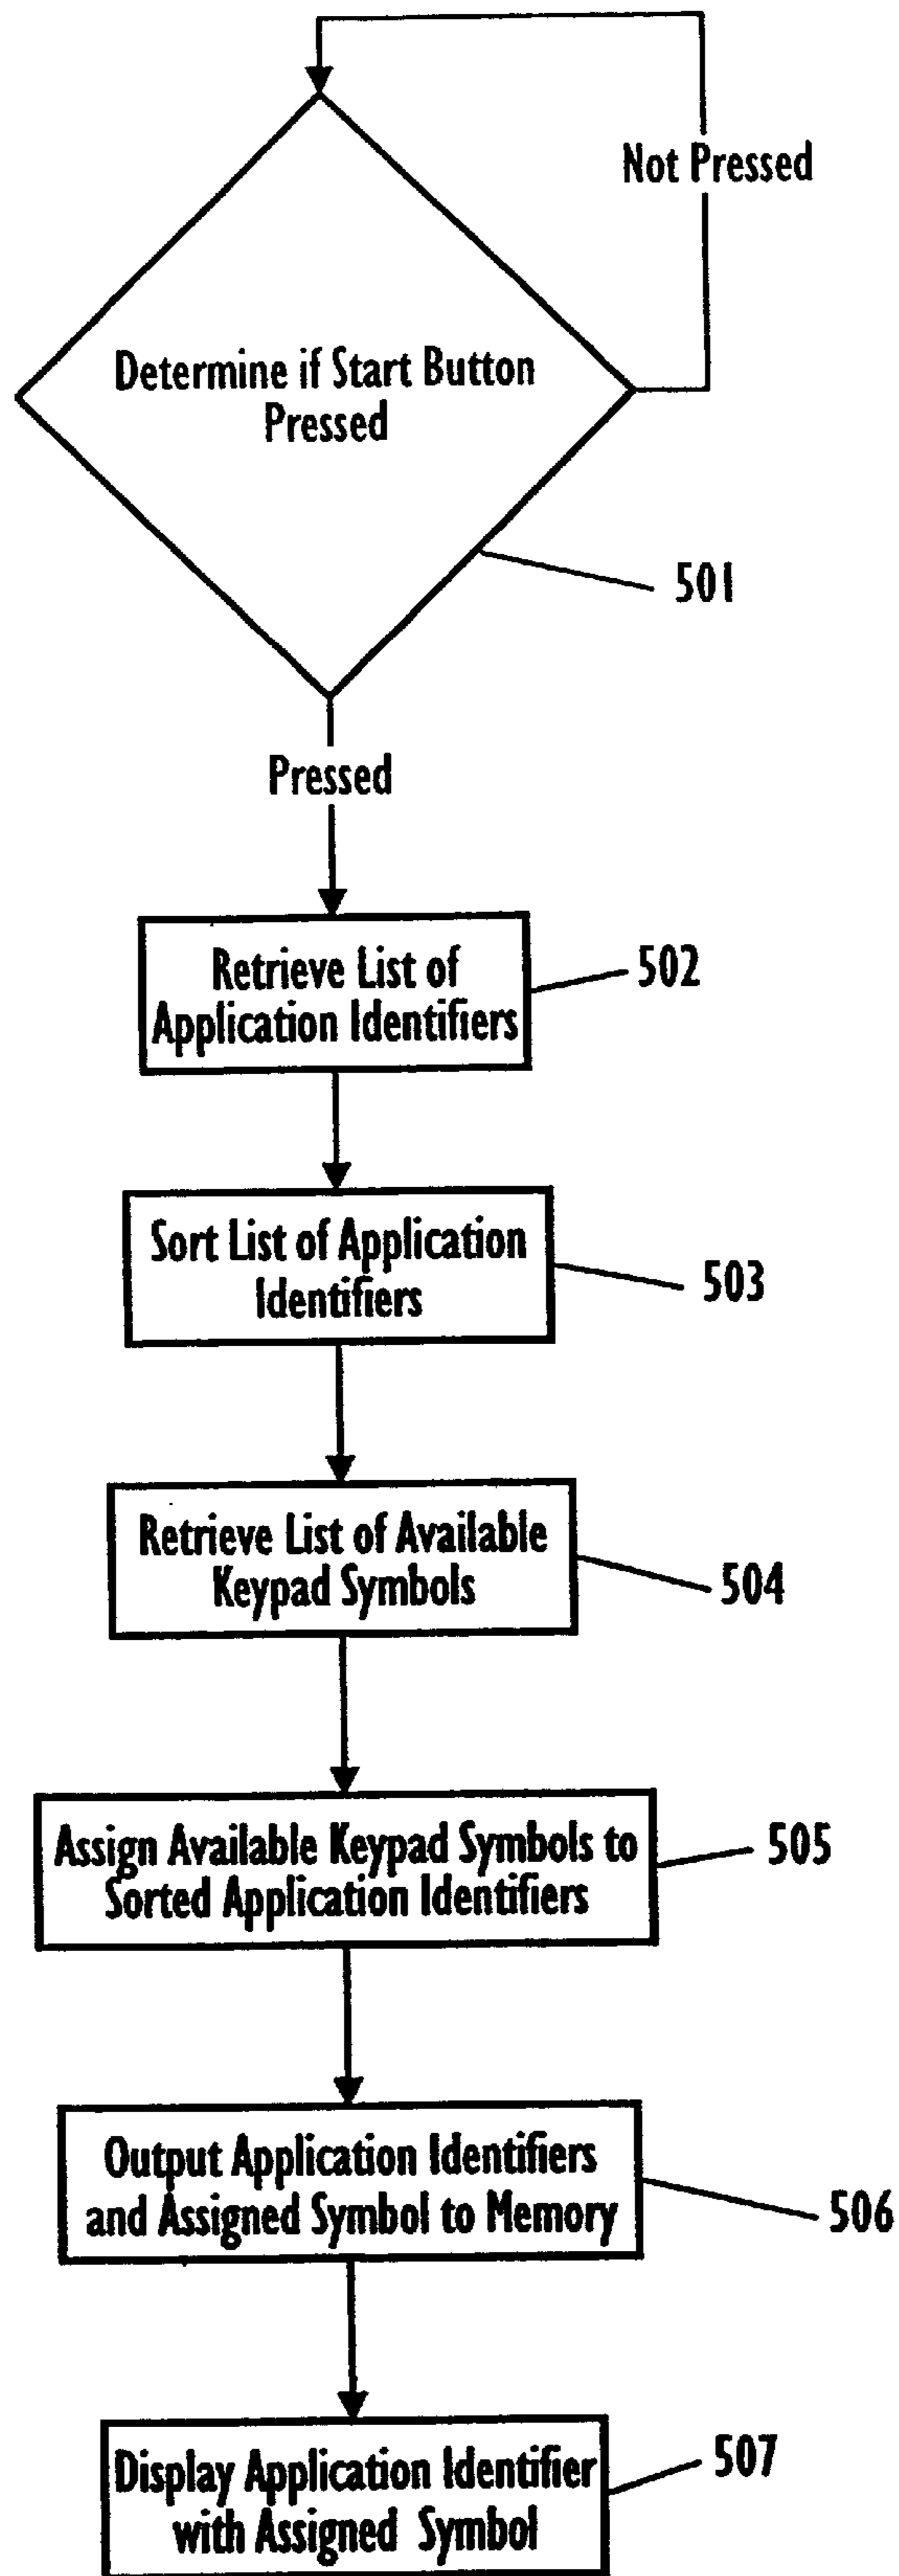 Not Pressed
Determine if Start Button
Pressed
501
Pressed
Retrieve List of
Application Identifiers
502
Sort List of Application
Identifiers
503
Retrieve List of Available
Keypad Symbols
504
Assign Available Keypad Symbols to
Sorted Application Identifiers
505
Output Application Identifiers
and Assigned Symbol to Memory
506
Display Application Identifier
with Assigned Symbol
507